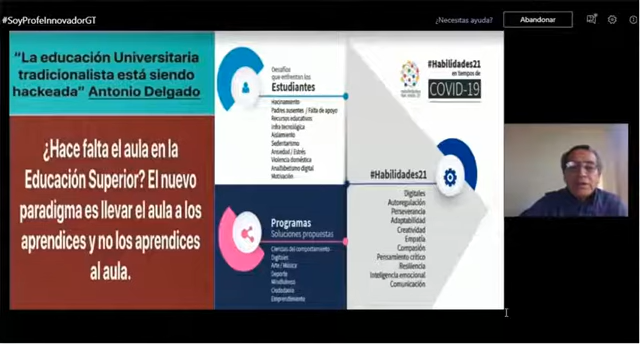 #SoyProfeInnovadorGT
¿Necesitas ayuda?
Abandonar
“La educación Universitaria
tradicionalista está siendo
hackeada” Antonio Delgado
¿Hace falta el aula en la
Educación Superior? El nuevo
paradigma es llevar el aula a los
aprendices y no los aprendices
al aula.
Desafíos
que enfrentan los
Estudiantes
Hacinamiento
Padres ausentes / Falta de apoyo
Recursos educativos
Infra tecnológica
Aislamiento
Sedentarismo
Ansiedad / Estrés
Violencia doméstica
Analfabetismo digital
Motivación
Programas
Soluciones propuestas
Ciencias del comportamiento
Digitales
Arte / Música
Deporte
Mindfulness
Ciudadanía
Emprendimiento
#Habilidades21
en tiempos de
COVID-19
#Habilidades21
Digitales
Autoregulación
Perseverancia
Adaptabilidad
Creatividad
Empatía
Compasión
Pensamiento crítico
Resiliencia
Inteligencia emocional
Comunicación